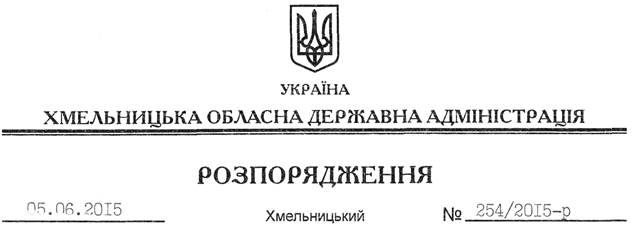 УКРАЇНА
ХМЕЛЬНИЦЬКА ОБЛАСНА ДЕРЖАВНА АДМІНІСТРАЦІЯ
РОЗПОРЯДЖЕННЯ
05.06.2015 Хмельницький № 254/2015-р